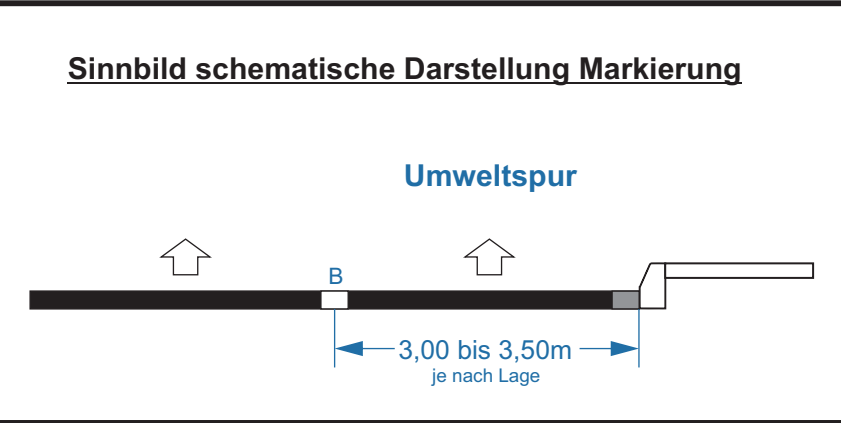 Sinnbild schematische Darstellung Markierung
Umweltspur
B
3,00 bis 3,50m
je nach Lage